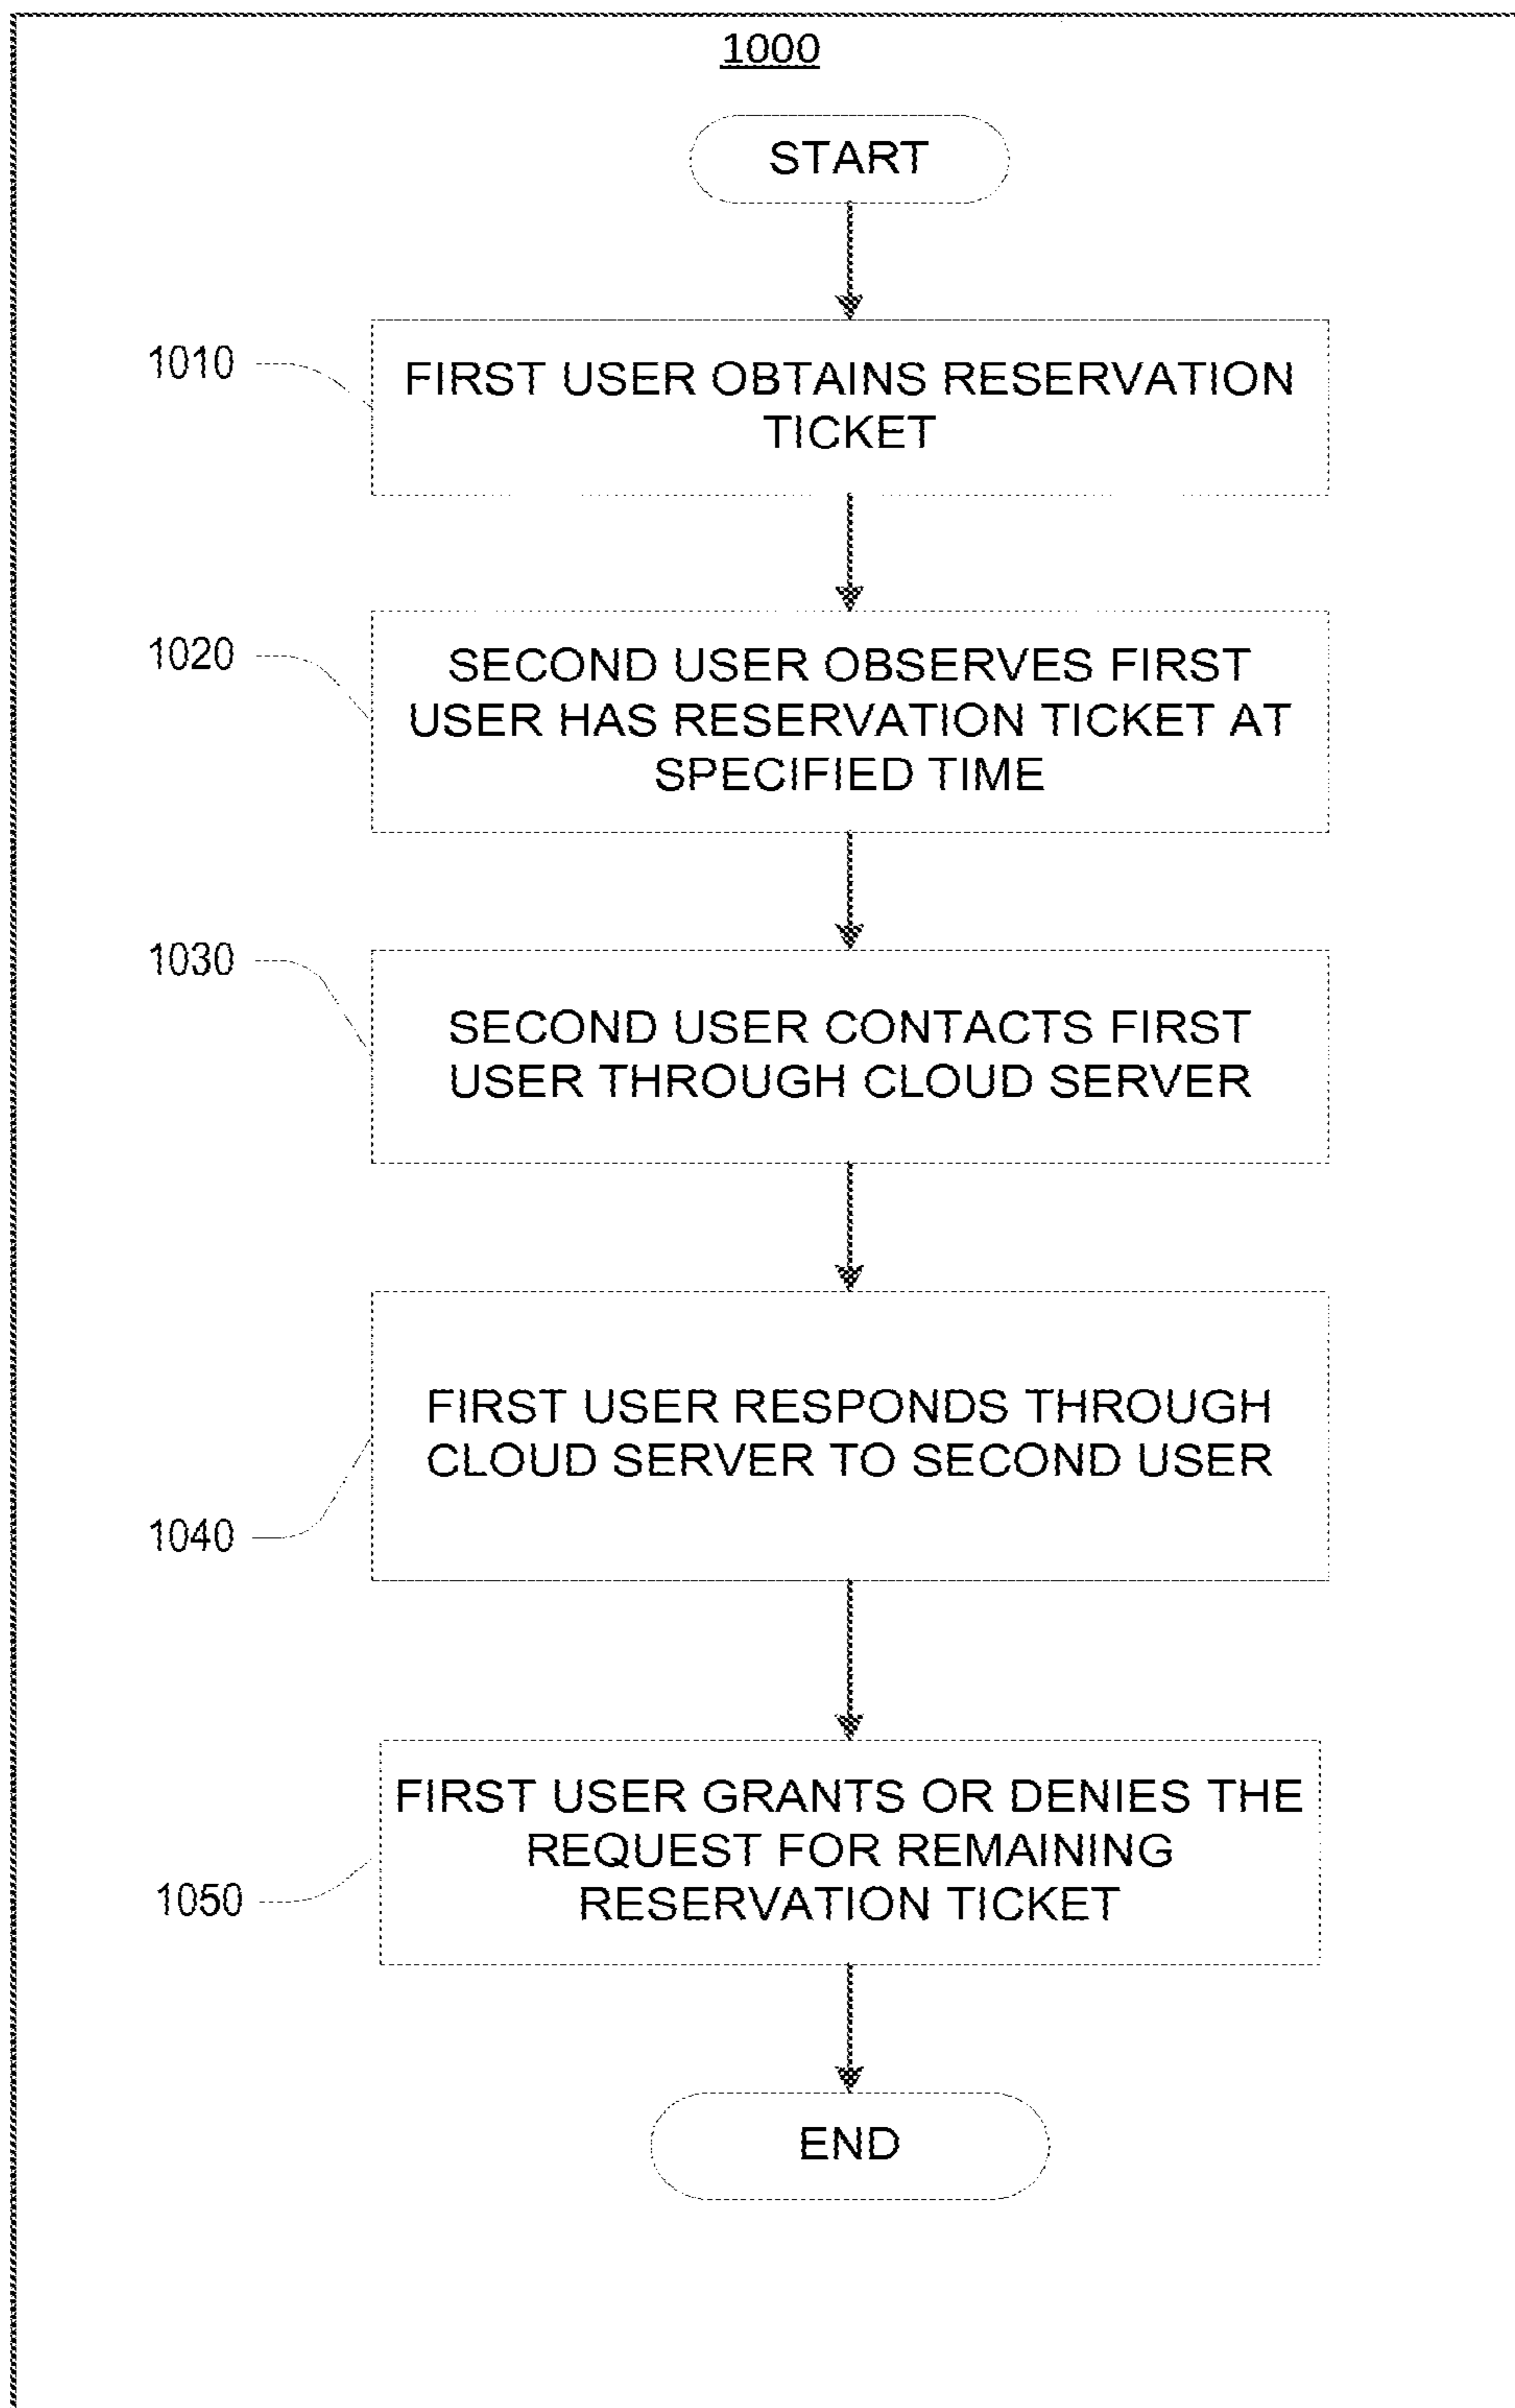 1000
START
1010
FIRST USER OBTAINS RESERVATION
TICKET
1020
SECOND USER OBSERVES FIRST
USER HAS RESERVATION TICKET AT
SPECIFIED TIME
1030
SECOND USER CONTACTS FIRST
USER THROUGH CLOUD SERVER
FIRST USER RESPONDS THROUGH
CLOUD SERVER TO SECOND USER
1040
FIRST USER GRANTS OR DENIES THE
REQUEST FOR REMAINING
RESERVATION TICKET
1050
END